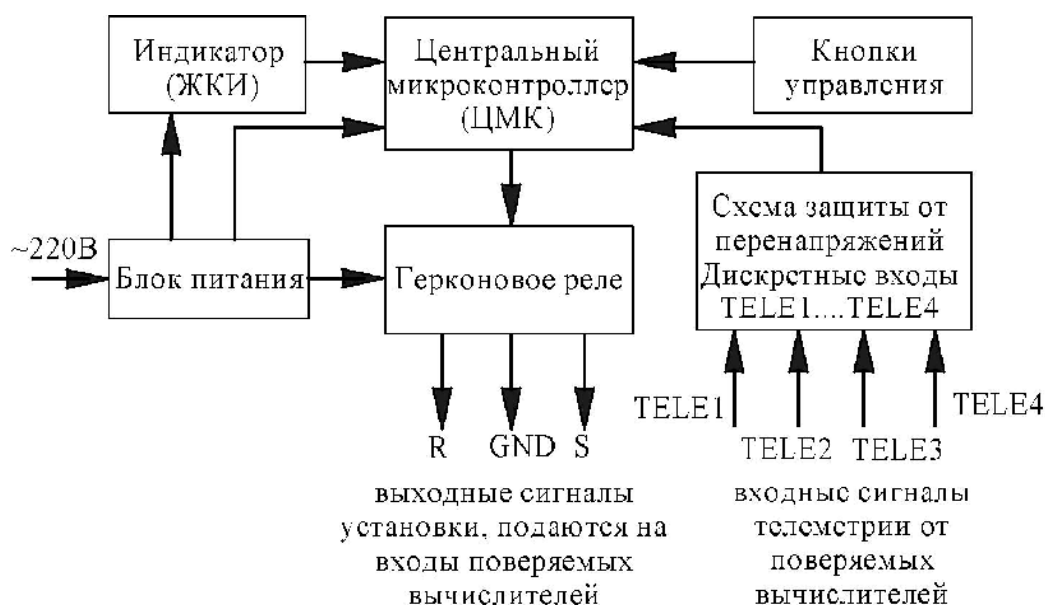 Индикатор
(ЖКИ)
Центральный
микроконтроллер
(ЦМК)
Кнопки
управления
~220В
Блок питания
Герконовое реле
Схема защиты от
перенапряжений
Дискретные входы
TELE1....TELE4
TELE1
TELE2
TELE3
TELE4
R
GND
S
выходные сигналы
установки, подаются на
входы поверяемых
вычислителей
входные сигналы
телеметрии от
поверяемых
вычислителей